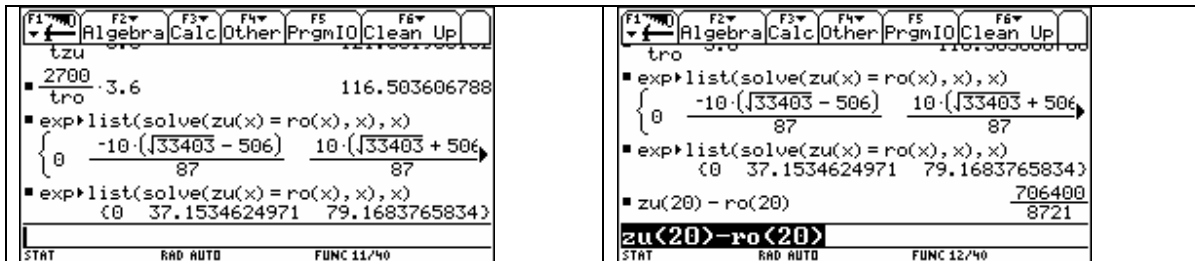 F1 F2 F3 F4 F5 F6
Algebra Calc Other PrgmIO Clean Up
tzu
2700/tro · 3.6 116.503606788
exp▸list(solve(zu(x) = ro(x), x), x)
{0 -10·(√33403 - 506)/87 10·(√33403 + 506/87
exp▸list(solve(zu(x) = ro(x), x), x)
{0 37.1534624971 79.1683765834}
STAT RAD AUTO FUNC 11/40
F1 F2 F3 F4 F5 F6
Algebra Calc Other PrgmIO Clean Up
tro
exp▸list(solve(zu(x) = ro(x), x), x)
{0 -10·(√33403 - 506)/87 10·(√33403 + 506/87
exp▸list(solve(zu(x) = ro(x), x), x)
{0 37.1534624971 79.1683765834}
zu(20) - ro(20) 706400/8721
zu(20)-ro(20)
STAT RAD AUTO FUNC 12/40